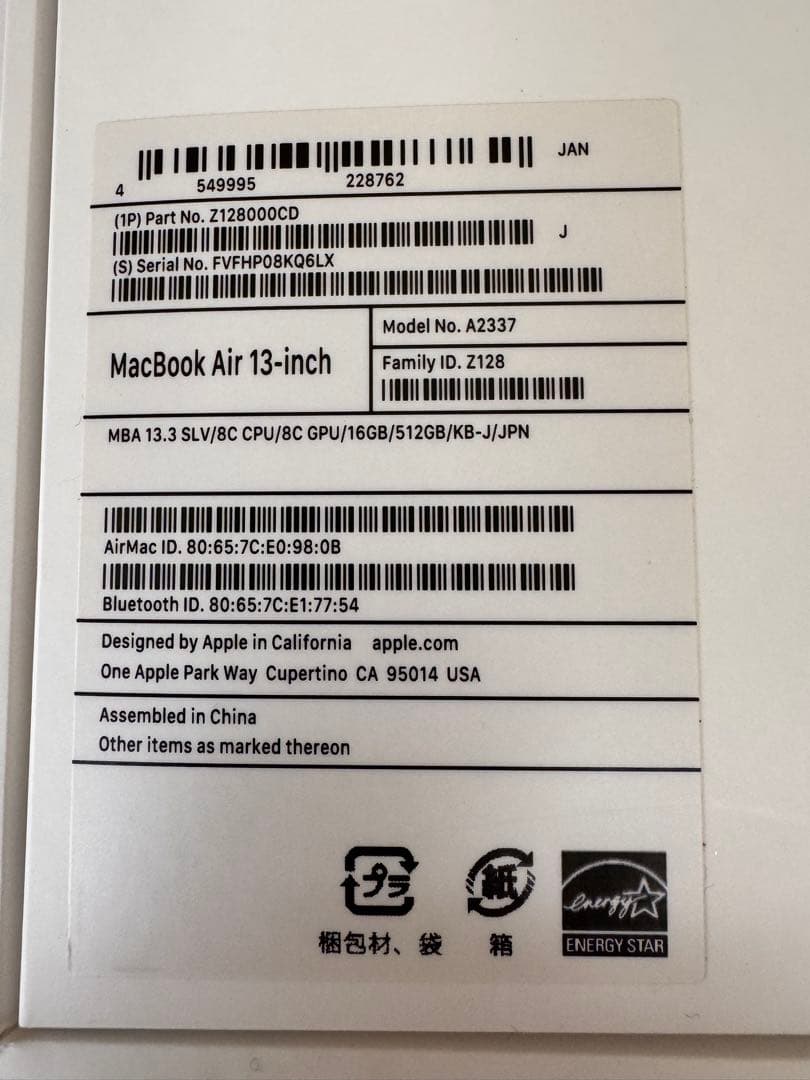 JAN
4 549995 228762
(1P) Part No. Z128000CD
J
(S) Serial No. FVFHP08KQ6LX
MacBook Air 13-inch
Model No. A2337
Family ID. Z128
MBA 13.3 SLV/8C CPU/8C GPU/16GB/512GB/KB-J/JPN
AirMac ID. 80:65:7C:E0:98:0B
Bluetooth ID. 80:65:7C:E1:77:54
Designed by Apple in California apple.com
One Apple Park Way Cupertino CA 95014 USA
Assembled in China
Other items as marked thereon
プラ 紙 energy
梱包材、袋 箱 ENERGY STAR